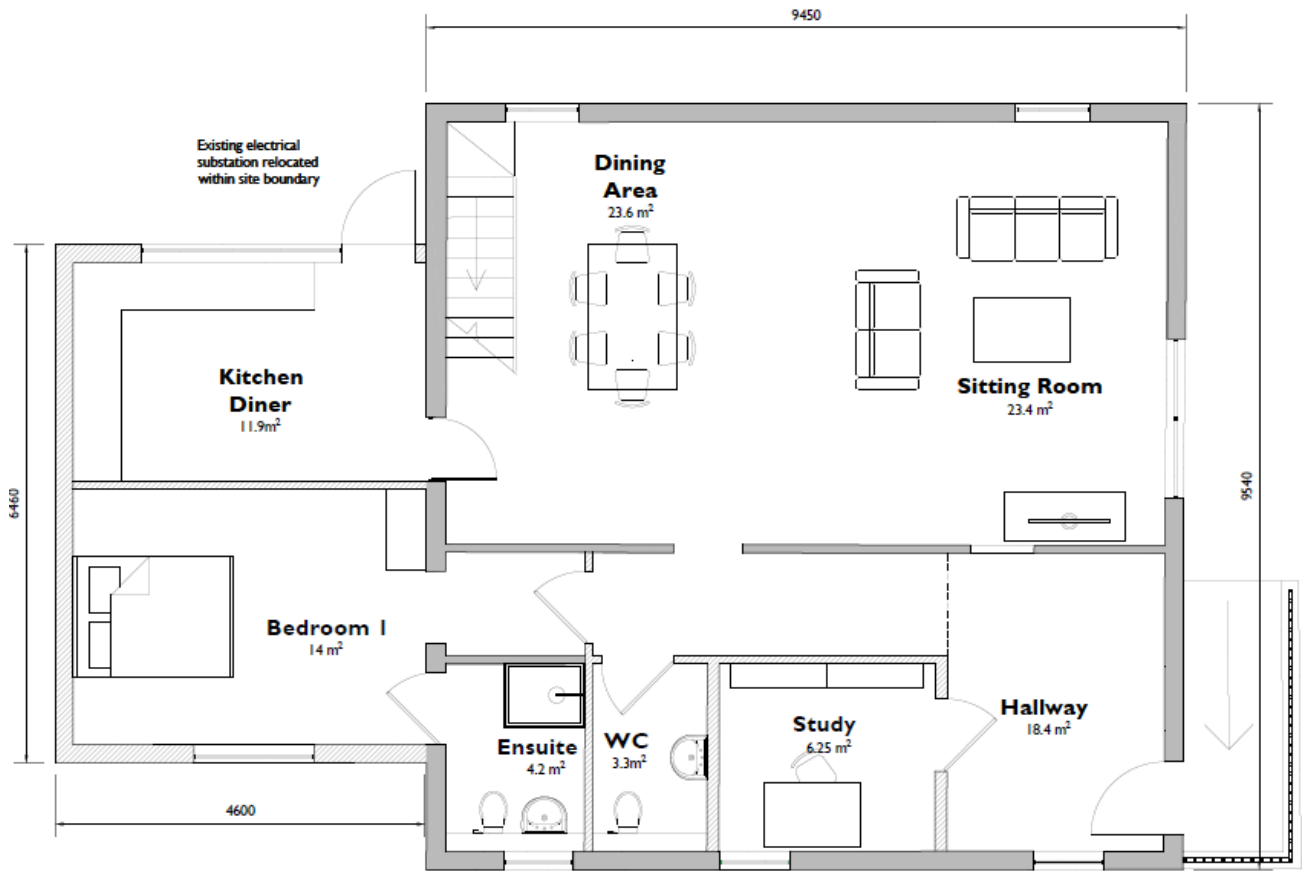 9450
Existing electrical
substation relocated
within site boundary
Dining
Area
23.6 m²
Kitchen
Diner
11.9m²
Sitting Room
23.4 m²
6460
9540
Bedroom 1
14 m²
Ensuite
4.2 m²
WC
3.3m²
Study
6.25 m²
Hallway
18.4 m²
4600